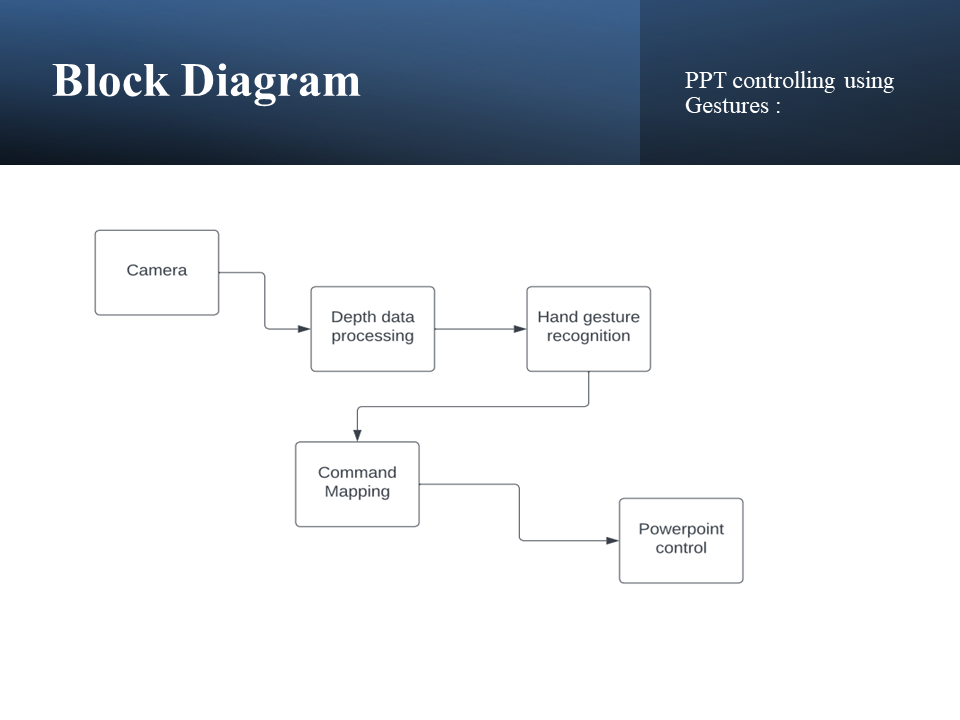 Block Diagram
PPT controlling using
Gestures :
Camera
Depth data
processing
Hand gesture
recognition
Command
Mapping
Powerpoint
control